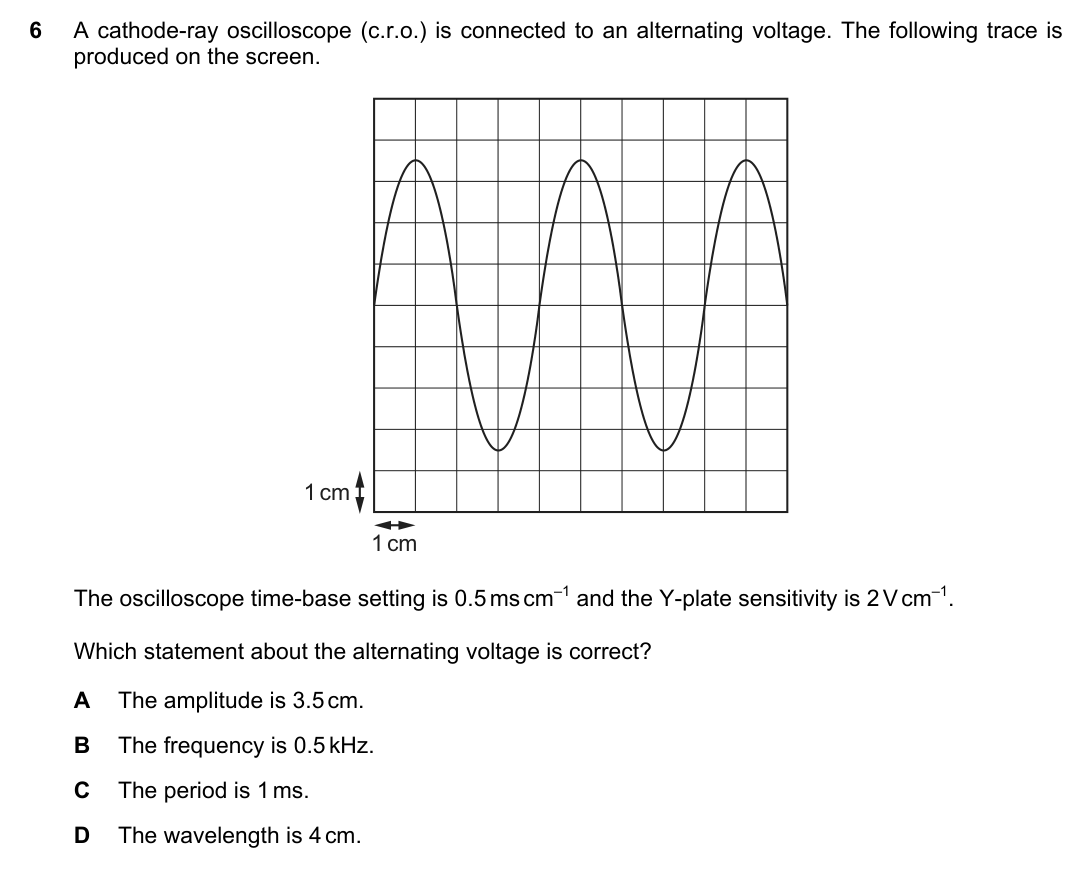 6 A cathode-ray oscilloscope (c.r.o.) is connected to an alternating voltage. The following trace is
produced on the screen.
1 cm
1 cm
The oscilloscope time-base setting is 0.5 ms cm⁻¹ and the Y-plate sensitivity is 2 V cm⁻¹.
Which statement about the alternating voltage is correct?
A The amplitude is 3.5 cm.
B The frequency is 0.5 kHz.
C The period is 1 ms.
D The wavelength is 4 cm.